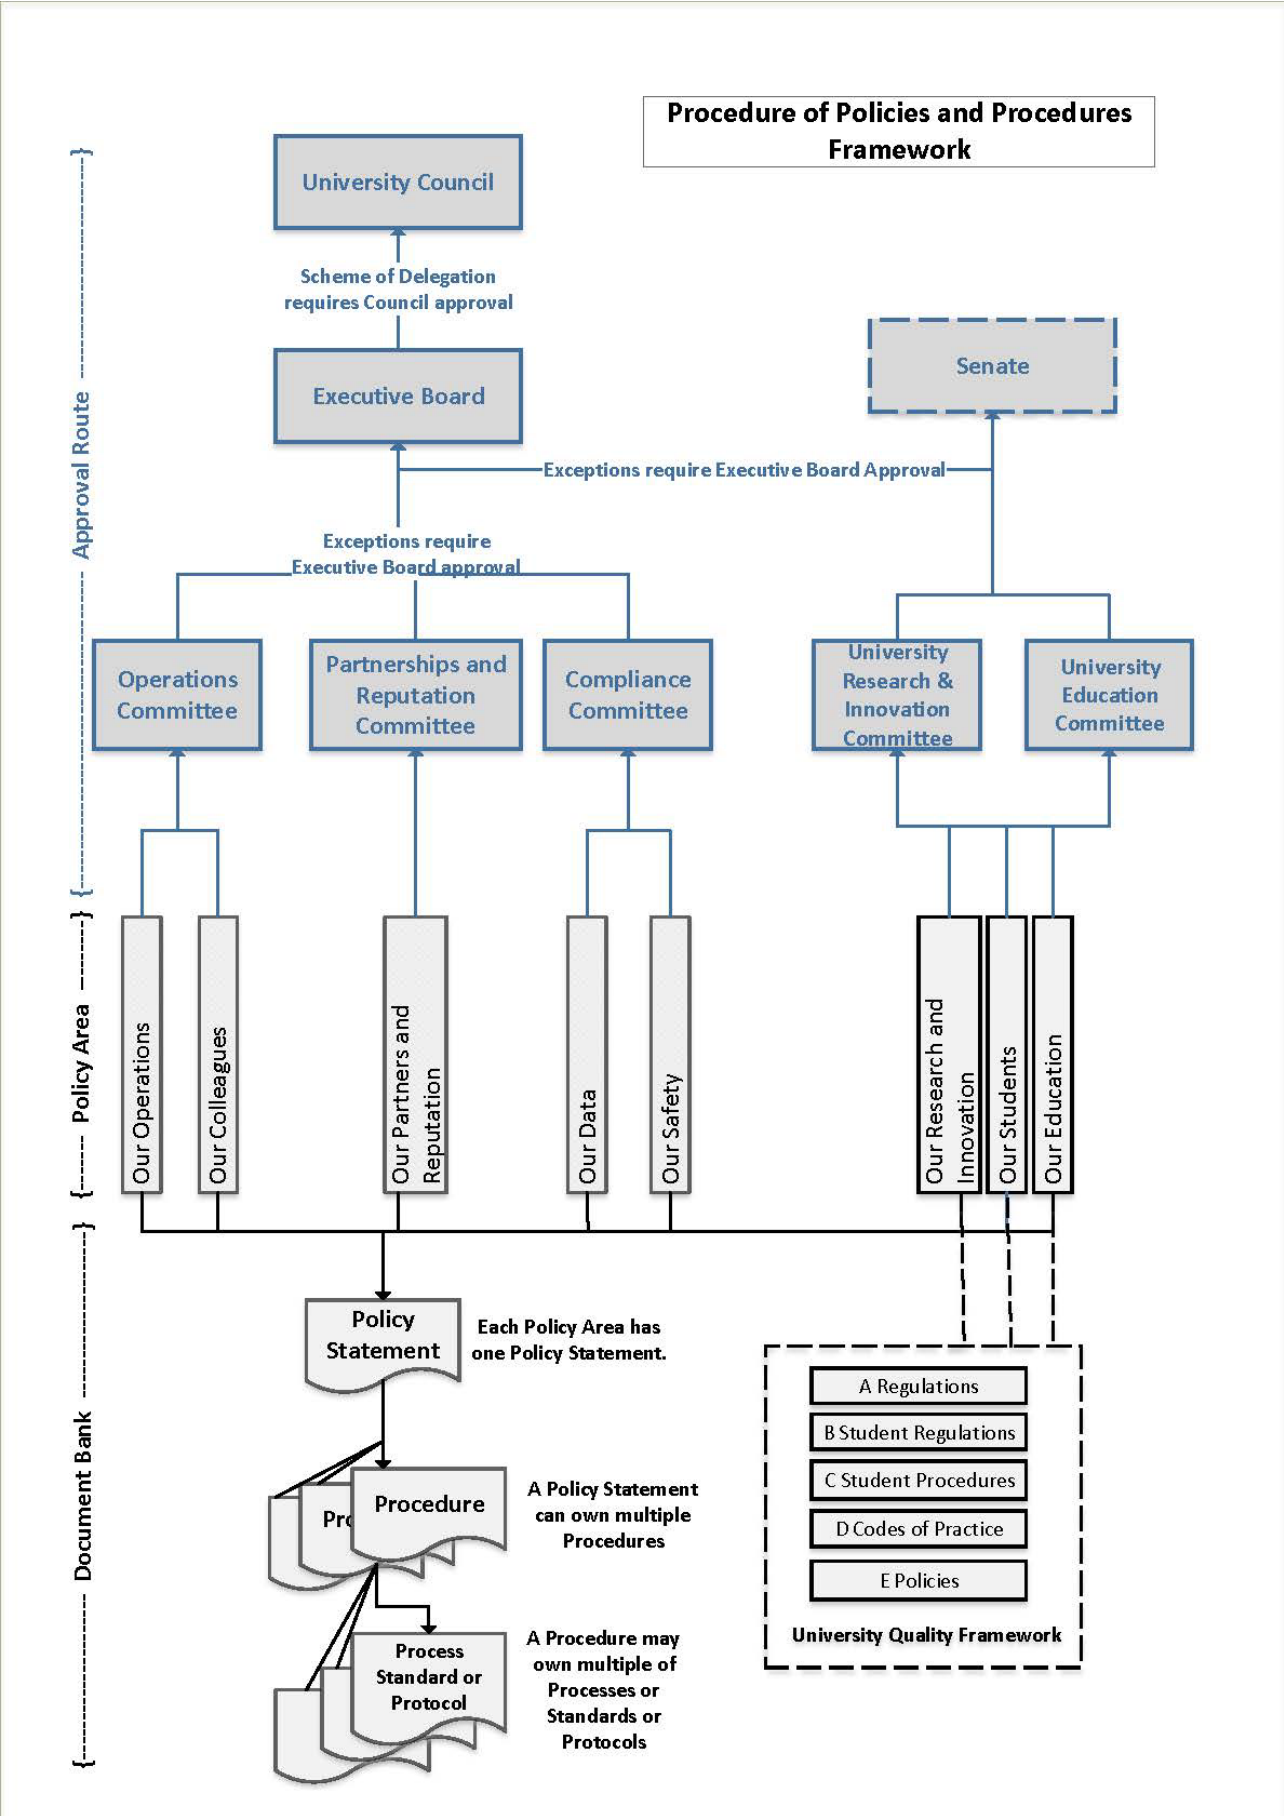 Procedure of Policies and Procedures
Framework
University Council
Scheme of Delegation
requires Council approval
Executive Board
Senate
Exceptions require Executive Board Approval
Exceptions require
Executive Board approval
Approval Route
Operations
Committee
Partnerships and
Reputation
Committee
Compliance
Committee
University
Research &
Innovation
Committee
University
Education
Committee
Policy Area
Our Operations
Our Colleagues
Our Partners and
Reputation
Our Data
Our Safety
Our Research and
Innovation
Our Students
Our Education
Document Bank
Policy
Statement
Each Policy Area has
one Policy Statement.
Pro
Procedure
A Policy Statement
can own multiple
Procedures
Process
Standard or
Protocol
A Procedure may
own multiple of
Processes or
Standards or
Protocols
A Regulations
B Student Regulations
C Student Procedures
D Codes of Practice
E Policies
University Quality Framework